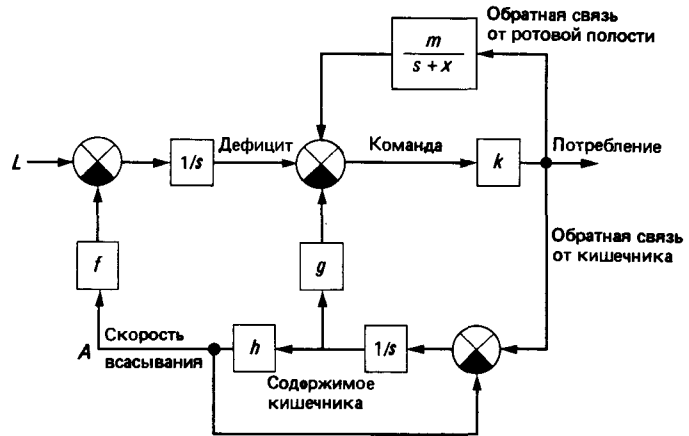 Обратная связь
от ротовой полости
m
s + x
L
1/s
Дефицит
Команда
k
Потребление
f
g
Обратная связь
от кишечника
A
Скорость
всасывания
h
1/s
Содержимое
кишечника